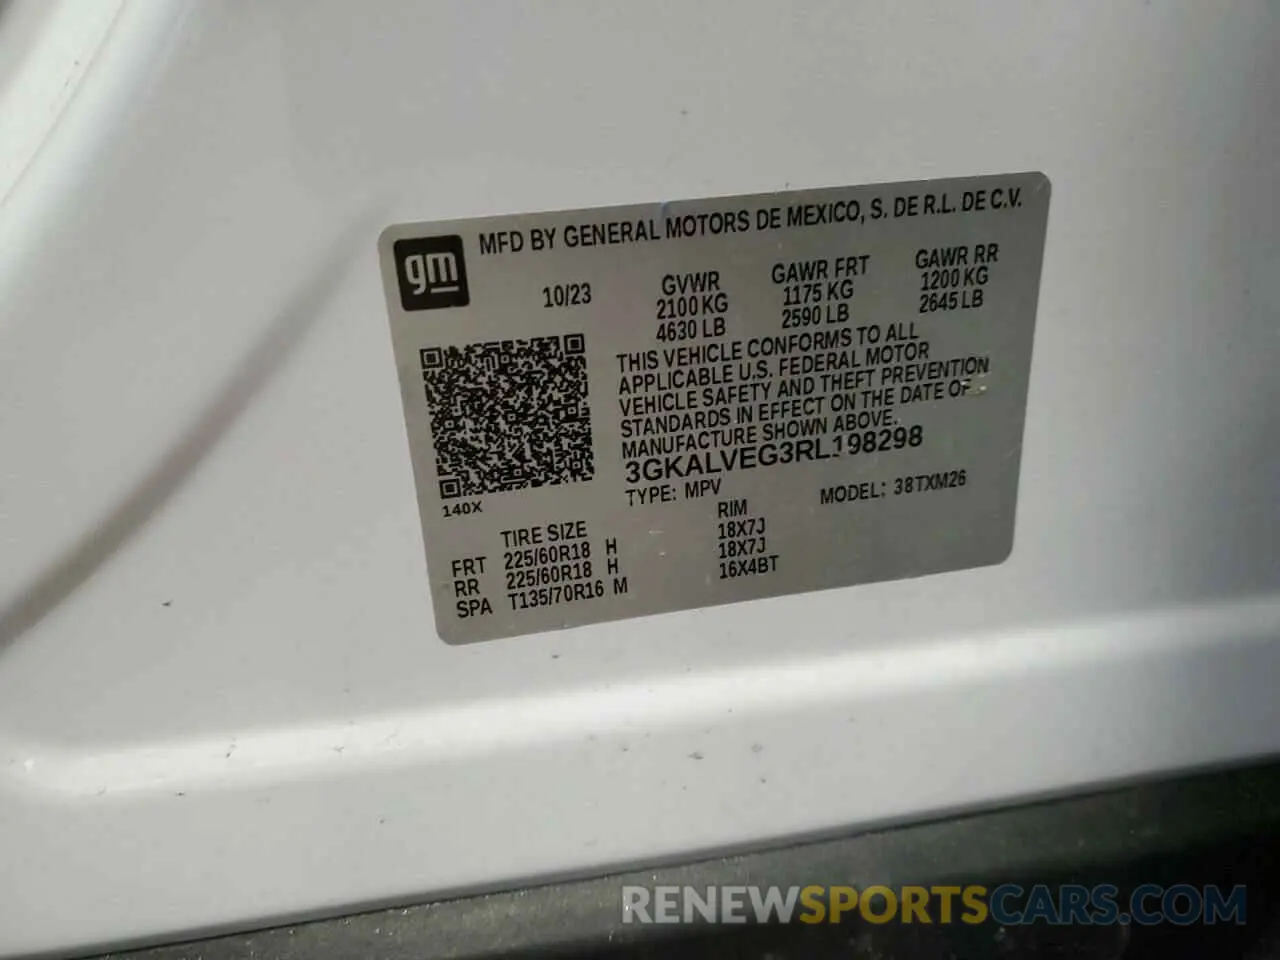 gm
MFD BY GENERAL MOTORS DE MEXICO, S. DE R.L. DE C.V.
10/23
GVWR
2100 KG
4630 LB
GAWR FRT
1175 KG
2590 LB
GAWR RR
1200 KG
2645 LB
THIS VEHICLE CONFORMS TO ALL
APPLICABLE U.S. FEDERAL MOTOR
VEHICLE SAFETY AND THEFT PREVENTION
STANDARDS IN EFFECT ON THE DATE OF
MANUFACTURE SHOWN ABOVE.
3GKALVEG3RL198298
TYPE: MPV
MODEL: 38TXM26
140X
TIRE SIZE
RIM
FRT 225/60R18 H 18X7J
RR 225/60R18 H 18X7J
SPA T135/70R16 M 16X4BT
RENEWSPORTSCARS.COM